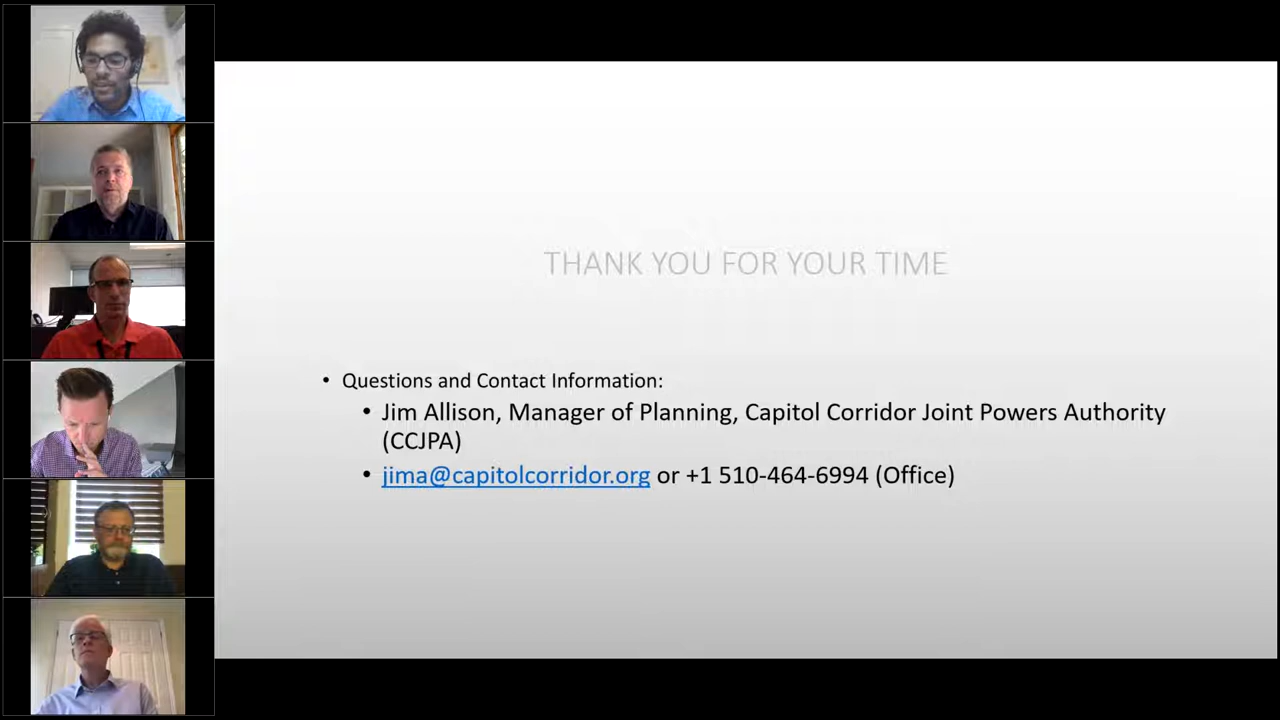 THANK YOU FOR YOUR TIME
• Questions and Contact Information:
• Jim Allison, Manager of Planning, Capitol Corridor Joint Powers Authority
(CCJPA)
• jima@capitolcorridor.org or +1 510-464-6994 (Office)